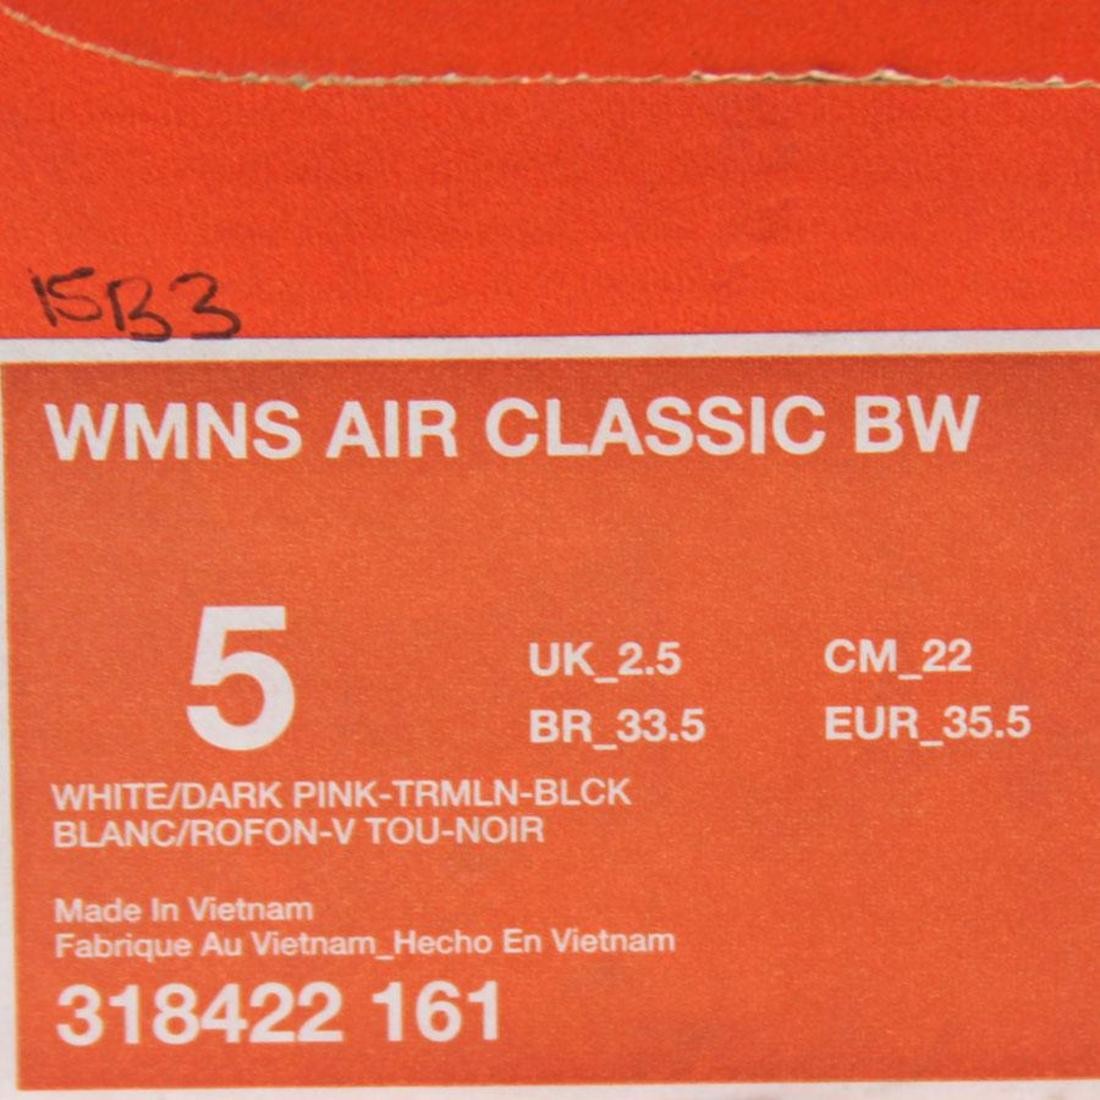 15B3
WMNS AIR CLASSIC BW
5
UK_2.5 CM_22
BR_33.5 EUR_35.5
WHITE/DARK PINK-TRMLN-BLCK
BLANC/ROFON-V TOU-NOIR
Made In Vietnam
Fabrique Au Vietnam_Hecho En Vietnam
318422 161